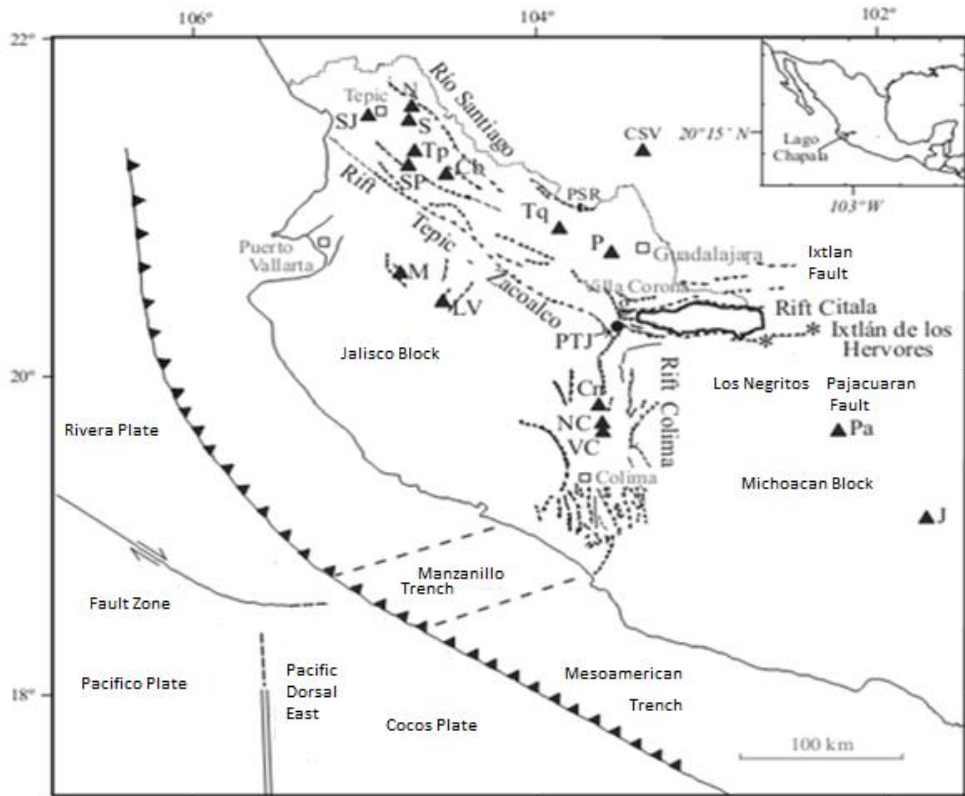 106°
104°
102°
22°
Tepic
N
SJ
S
Río Santiago
Tp
SP
Cb
CSV
20°15' N
Lago
Chapala
103°W
Rift
Tepic
Zacoalco
Tq
PSR
P
Guadalajara
Ixtlan
Fault
Puerto
Vallarta
M
LV
Villa Corona
Rift Citala
* Ixtlán de los
Hervores
*
PTJ
Jalisco Block
20°
Los Negritos
Pajacuaran
Fault
Rift Colima
Cn
NC
VC
Pa
Rivera Plate
Colima
Michoacan Block
J
Manzanillo
Trench
Fault Zone
Pacifico Plate
Pacific
Dorsal
East
Mesoamerican
Trench
18°
Cocos Plate
100 km